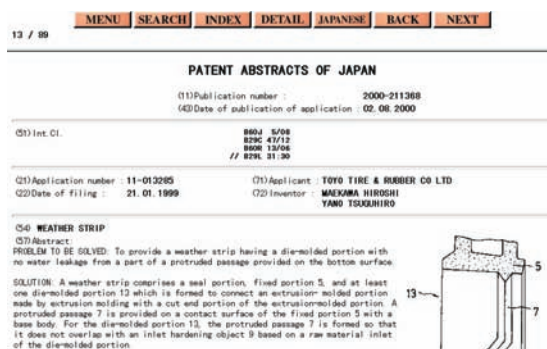 MENU SEARCH INDEX DETAIL JAPANESE BACK NEXT
13 / 89
PATENT ABSTRACTS OF JAPAN
(11)Publication number : 2000-211368
(43)Date of publication of application : 02.08.2000
(51)Int.Cl. B60J 5/08
B29C 47/12
B60R 13/06
// B29L 31:30
(21)Application number : 11-013285 (71)Applicant : TOYO TIRE & RUBBER CO LTD
(22)Date of filing : 21.01.1999 (72)Inventor : MAEKAWA HIROSHI
YANO TSUGUHIRO
(54) WEATHER STRIP
(57)Abstract:
PROBLEM TO BE SOLVED: To provide a weather strip having a die-molded portion with
no water leakage from a part of a protruded passage provided on the bottom surface.
SOLUTION: A weather strip comprises a seal portion, fixed portion 5, and at least
one die-molded portion 13 which is formed to connect an extrusion-molded portion
made by extrusion molding with a cut end portion of the extrusion-molded portion. A
protruded passage 7 is provided on a contact surface of the fixed portion 5 with a
base body. For the die-molded portion 13, the protruded passage 7 is formed so that
it does not overlap with an inlet hardening object 9 based on a raw material inlet
of the die-molded portion
5
13
7